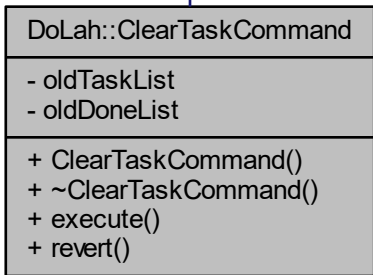 DoLah::ClearTaskCommand
- oldTaskList
- oldDoneList
+ ClearTaskCommand()
+ ~ClearTaskCommand()
+ execute()
+ revert()